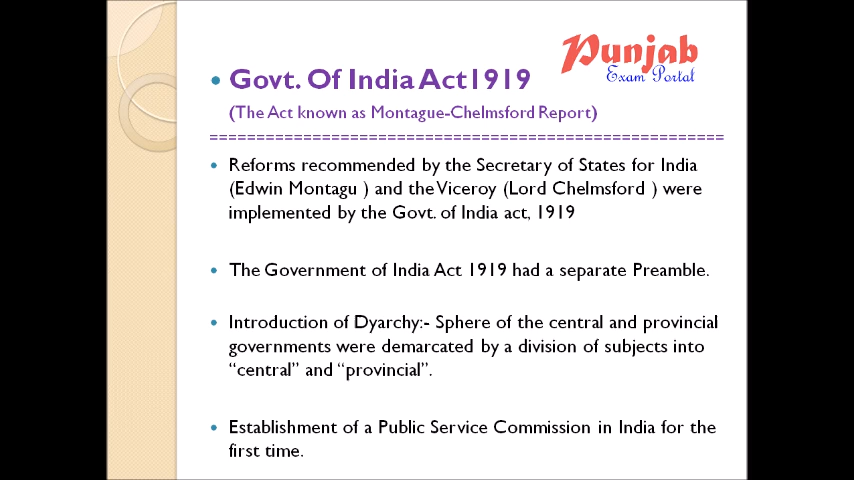 Punjab
Exam Portal
• Govt. Of India Act1919
(The Act known as Montague-Chelmsford Report)
=======================================================
• Reforms recommended by the Secretary of States for India
(Edwin Montagu ) and the Viceroy (Lord Chelmsford ) were
implemented by the Govt. of India act, 1919
• The Government of India Act 1919 had a separate Preamble.
• Introduction of Dyarchy:- Sphere of the central and provincial
governments were demarcated by a division of subjects into
“central” and “provincial”.
• Establishment of a Public Service Commission in India for the
first time.